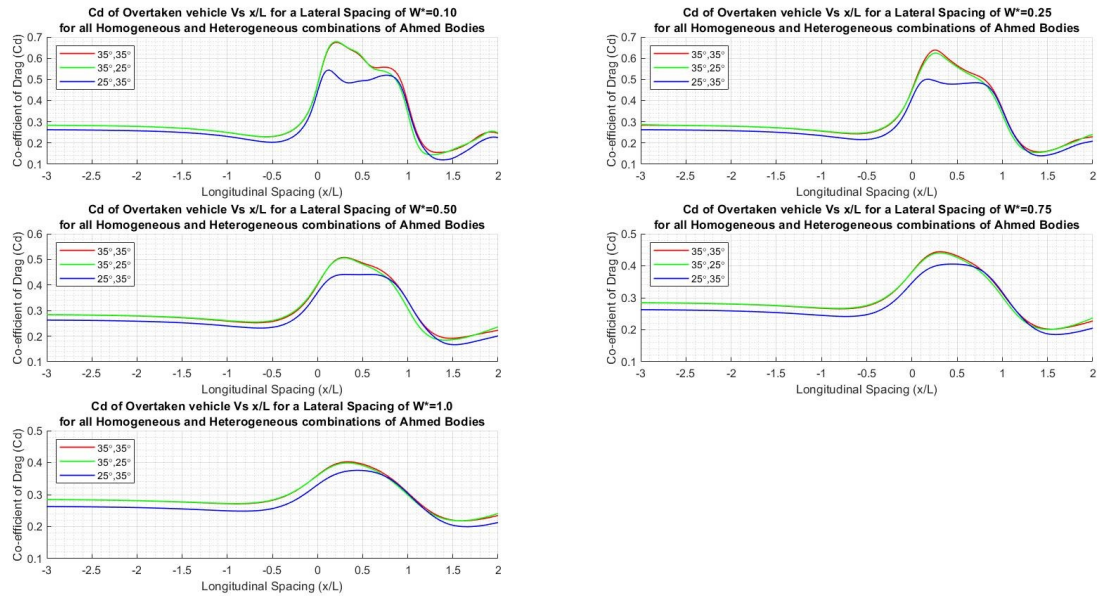 Cd of Overtaken vehicle Vs x/L for a Lateral Spacing of W*=0.10
for all Homogeneous and Heterogeneous combinations of Ahmed Bodies
Co-efficient of Drag (Cd)
0.7
0.6
0.5
0.4
0.3
0.2
0.1
35°,35°
35°,25°
25°,35°
-3 -2.5 -2 -1.5 -1 -0.5 0 0.5 1 1.5 2
Longitudinal Spacing (x/L)
Cd of Overtaken vehicle Vs x/L for a Lateral Spacing of W*=0.25
for all Homogeneous and Heterogeneous combinations of Ahmed Bodies
Co-efficient of Drag (Cd)
0.7
0.6
0.5
0.4
0.3
0.2
0.1
35°,35°
35°,25°
25°,35°
-3 -2.5 -2 -1.5 -1 -0.5 0 0.5 1 1.5 2
Longitudinal Spacing (x/L)
Cd of Overtaken vehicle Vs x/L for a Lateral Spacing of W*=0.50
for all Homogeneous and Heterogeneous combinations of Ahmed Bodies
Co-efficient of Drag (Cd)
0.6
0.5
0.4
0.3
0.2
0.1
35°,35°
35°,25°
25°,35°
-3 -2.5 -2 -1.5 -1 -0.5 0 0.5 1 1.5 2
Longitudinal Spacing (x/L)
Cd of Overtaken vehicle Vs x/L for a Lateral Spacing of W*=0.75
for all Homogeneous and Heterogeneous combinations of Ahmed Bodies
Co-efficient of Drag (Cd)
0.5
0.4
0.3
0.2
0.1
35°,35°
35°,25°
25°,35°
-3 -2.5 -2 -1.5 -1 -0.5 0 0.5 1 1.5 2
Longitudinal Spacing (x/L)
Cd of Overtaken vehicle Vs x/L for a Lateral Spacing of W*=1.0
for all Homogeneous and Heterogeneous combinations of Ahmed Bodies
Co-efficient of Drag (Cd)
0.5
0.4
0.3
0.2
0.1
35°,35°
35°,25°
25°,35°
-3 -2.5 -2 -1.5 -1 -0.5 0 0.5 1 1.5 2
Longitudinal Spacing (x/L)